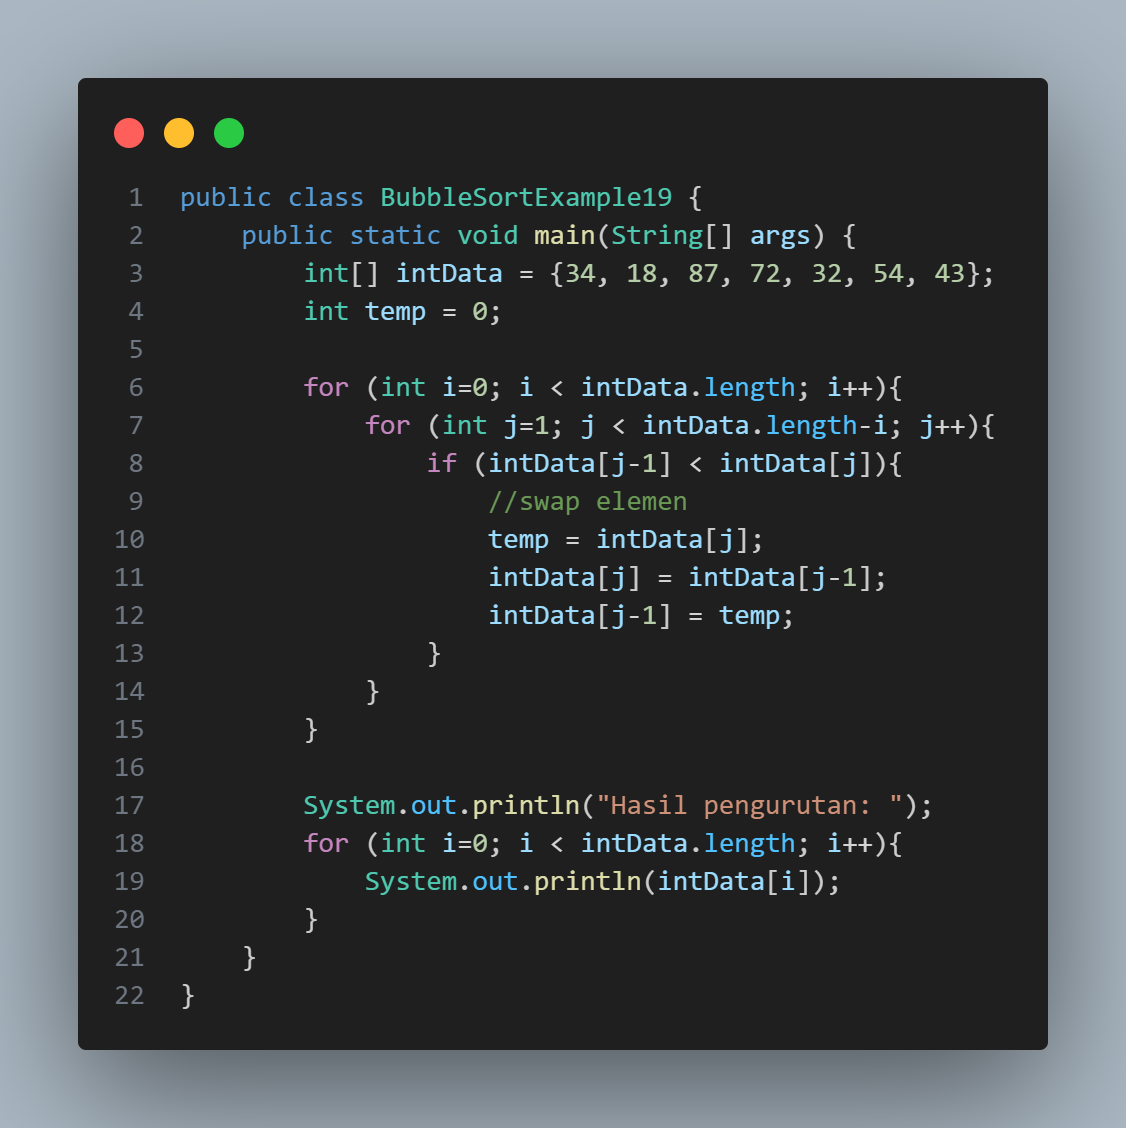 1 public class BubbleSortExample19 {
2     public static void main(String[] args) {
3         int[] intData = {34, 18, 87, 72, 32, 54, 43};
4         int temp = 0;
5
6         for (int i=0; i < intData.length; i++){
7             for (int j=1; j < intData.length-i; j++){
8                 if (intData[j-1] < intData[j]){
9                     //swap elemen
10                     temp = intData[j];
11                     intData[j] = intData[j-1];
12                     intData[j-1] = temp;
13                 }
14             }
15         }
16
17         System.out.println("Hasil pengurutan: ");
18         for (int i=0; i < intData.length; i++){
19             System.out.println(intData[i]);
20         }
21     }
22 }